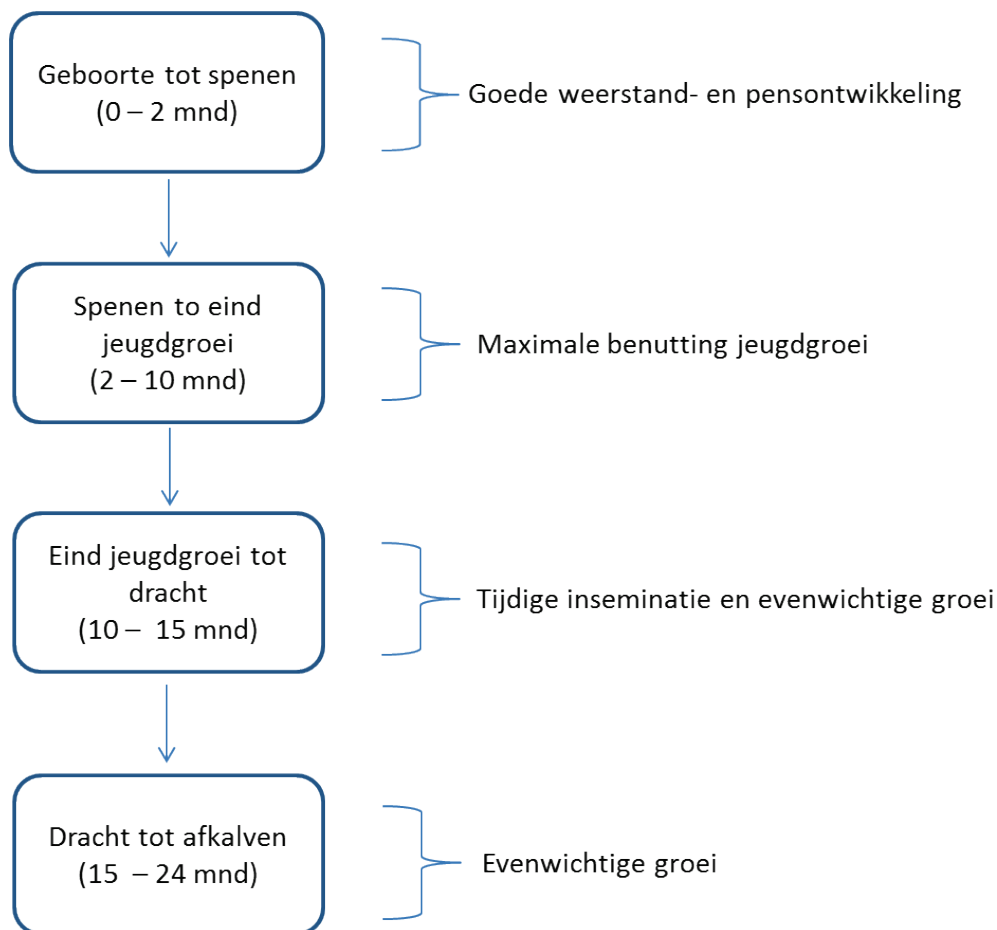 Geboorte tot spenen
(0 – 2 mnd)
Goede weerstand- en pensontwikkeling
Spenen to eind
jeugdgroei
(2 – 10 mnd)
Maximale benutting jeugdgroei
Eind jeugdgroei tot
dracht
(10 – 15 mnd)
Tijdige inseminatie en evenwichtige groei
Dracht tot afkalven
(15 – 24 mnd)
Evenwichtige groei